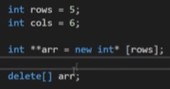 int rows = 5;
int cols = 6;
int **arr = new int* [rows];
delete[] arr;